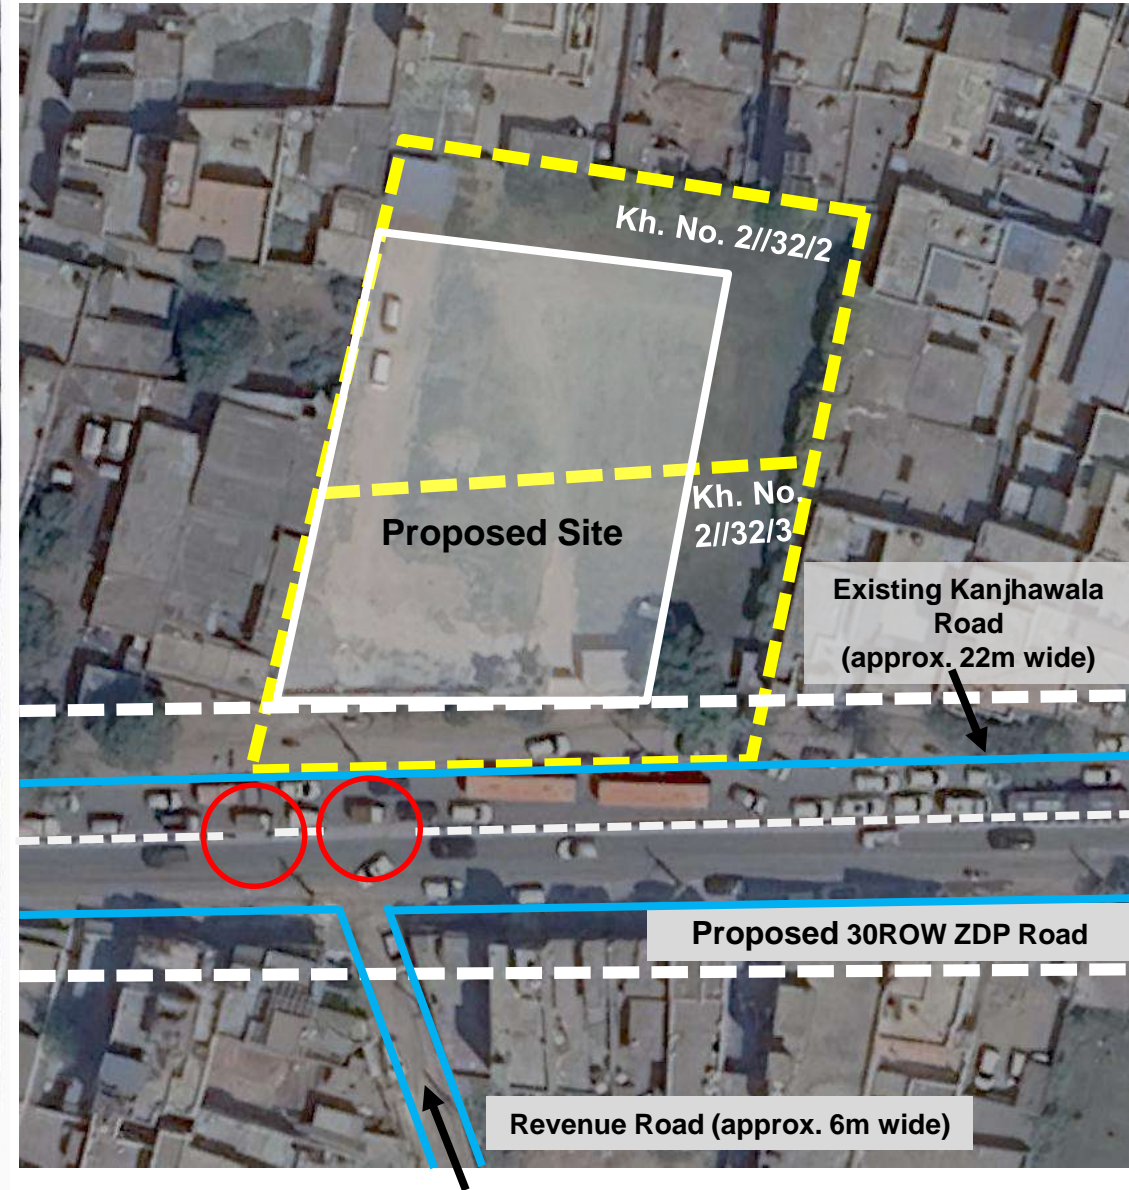 Kh. No. 2//32/2
Kh. No.
2//32/3
Proposed Site
Existing Kanjhawala
Road
(approx. 22m wide)
Proposed 30ROW ZDP Road
Revenue Road (approx. 6m wide)